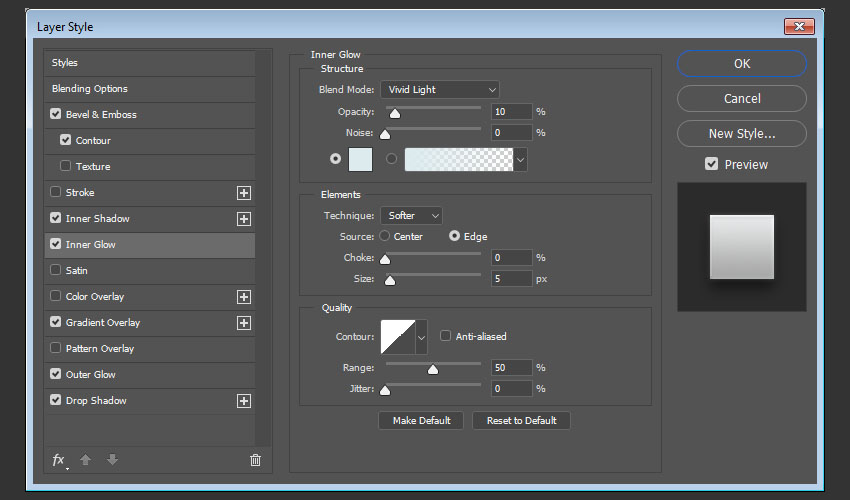 Layer Style
Styles
Blending Options
Bevel & Emboss
Contour
Texture
Stroke
Inner Shadow
Inner Glow
Satin
Color Overlay
Gradient Overlay
Pattern Overlay
Outer Glow
Drop Shadow
fx
Inner Glow
Structure
Blend Mode: Vivid Light
Opacity: 10 %
Noise: 0 %
Elements
Technique: Softer
Source: Center Edge
Choke: 0 %
Size: 5 px
Quality
Contour: Anti-aliased
Range: 50 %
Jitter: 0 %
Make Default Reset to Default
OK
Cancel
New Style...
Preview